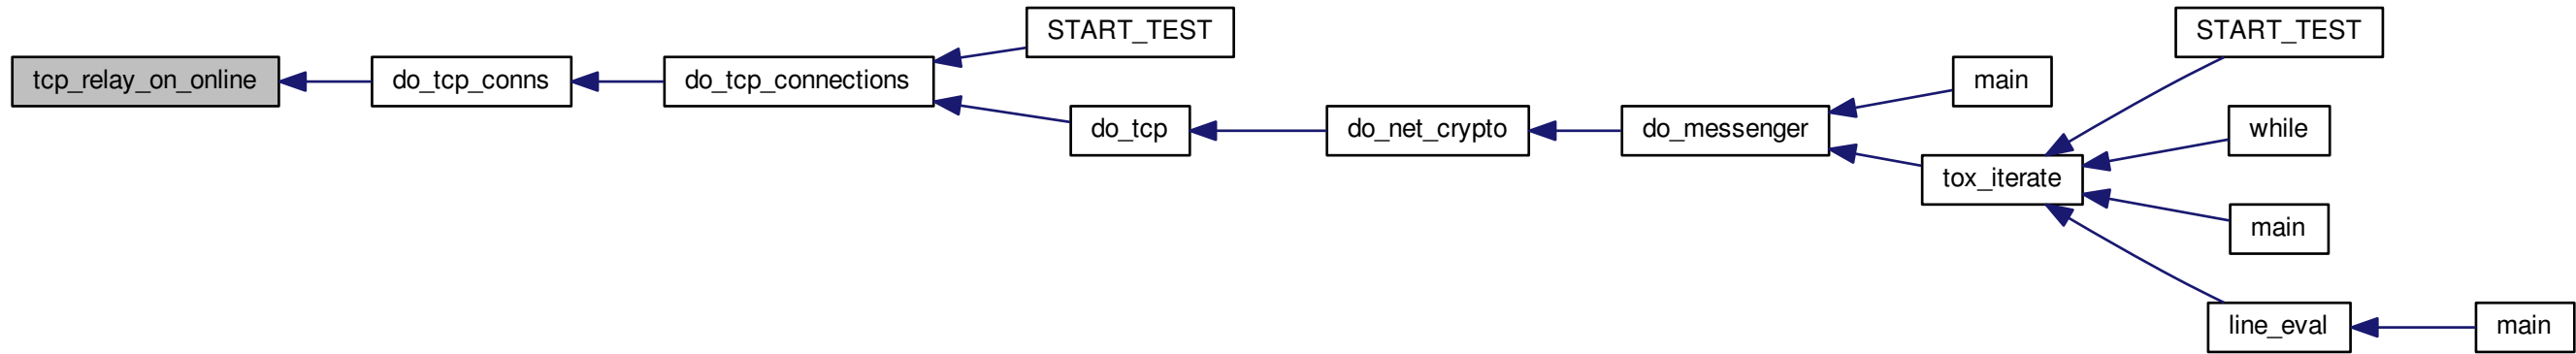 tcp_relay_on_online
do_tcp_conns
do_tcp_connections
START_TEST
do_tcp
do_net_crypto
do_messenger
main
tox_iterate
START_TEST
while
main
line_eval
main